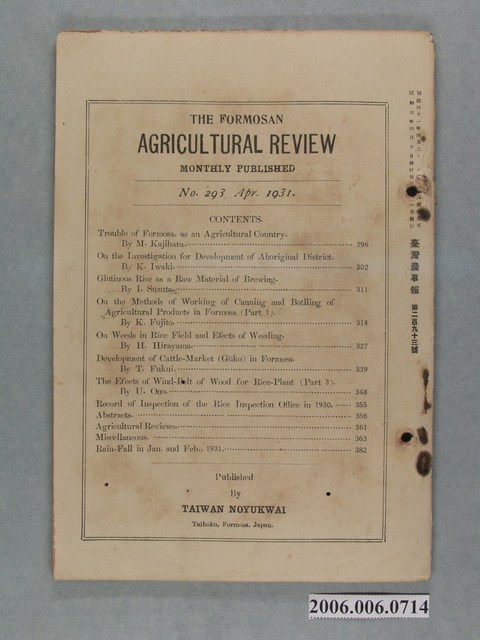 THE FORMOSAN
AGRICULTURAL REVIEW
MONTHLY PUBLISHED
No. 293, Apr. 1931.
CONTENTS.
Trouble of Formosa, as an Agricultural Country.
By M. Kajihara. 296
On the Investigation for Development of Aboriginal District.
By K. Iwaki. 302
Glutinous Rice as a Raw Material of Brewing.
By I. Suzuta. 311
On the Methods of Working of Canning and Botlling of
Agricultural Products in Formosa (Part 1).
By K. Fujito. 314
On Weeds in Rice Field and Efects of Weeding.
By H. Hirayama. 327
Development of Cattle-Market (Gūko) in Formosa.
By T. Fukui. 339
The Efects of Wind-Belt of Wood for Rice-Plant (Part 3).
By U. Ono. 348
Record of Inspection of the Rice Inspection Office in 1930. 355
Abstracts. 356
Agricultural Reviews. 361
Miscellaneous. 363
Rain-Fall in Jan. and Feb., 1931. 382
Published
By
TAIWAN NOYUKWAI
Taihoku, Formosa, Japan.
臺灣農事報 第二百九十三號
2006.006.0714